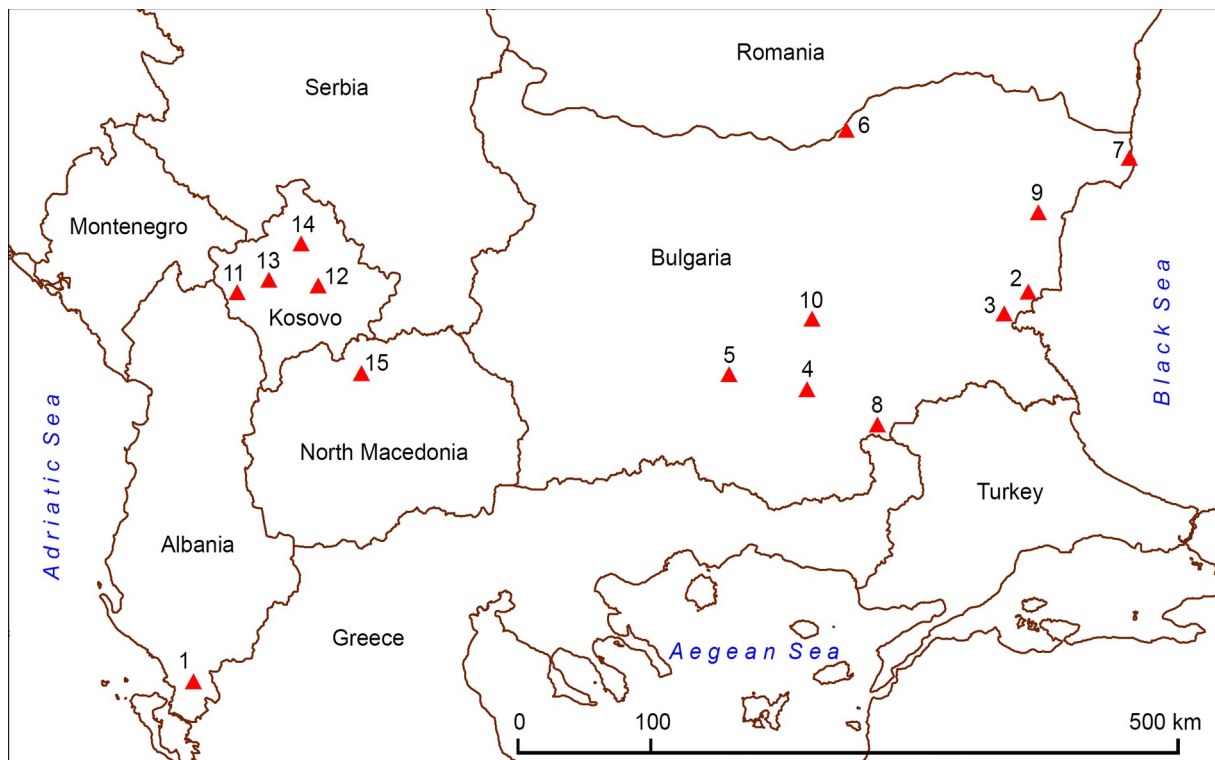 Romania
Serbia
6
7
Montenegro
14
9
11
13
12
Bulgaria
2
Kosovo
10
3
15
5
4
Black Sea
8
North Macedonia
Turkey
Adriatic Sea
Albania
Greece
Aegean Sea
1
0
100
500 km